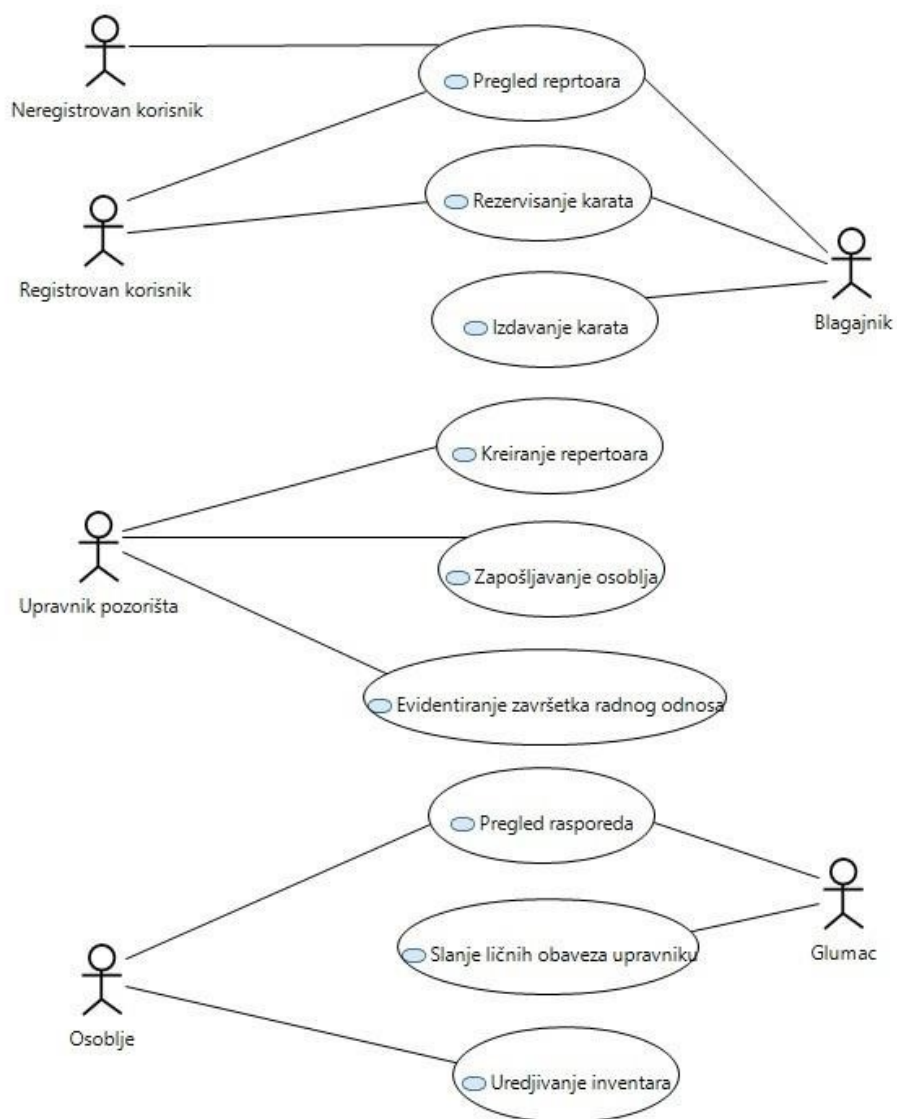 Pregled reprtoara
Neregistrovan korisnik
Rezervisanje karata
Registrovan korisnik
Izdavanje karata
Blagajnik
Kreiranje repertoara
Zapošljavanje osoblja
Upravnik pozorišta
Evidentiranje završetka radnog odnosa
Pregled rasporeda
Slanje ličnih obaveza upravniku
Glumac
Osoblje
Uredjivanje inventara